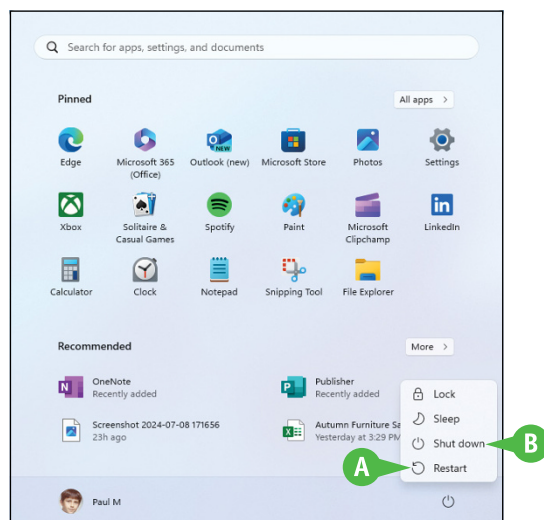 Search for apps, settings, and documents
Pinned
All apps >
Edge
Microsoft 365
(Office)
Outlook (new)
Microsoft Store
Photos
Settings
Xbox
Solitaire &
Casual Games
Spotify
Paint
Microsoft
Clipchamp
LinkedIn
Calculator
Clock
Notepad
Snipping Tool
File Explorer
Recommended
More >
OneNote
Recently added
Publisher
Recently added
Screenshot 2024-07-08 171656
23h ago
Autumn Furniture Sa
Yesterday at 3:29 PM
Lock
Sleep
Shut down
B
A
Restart
Paul M